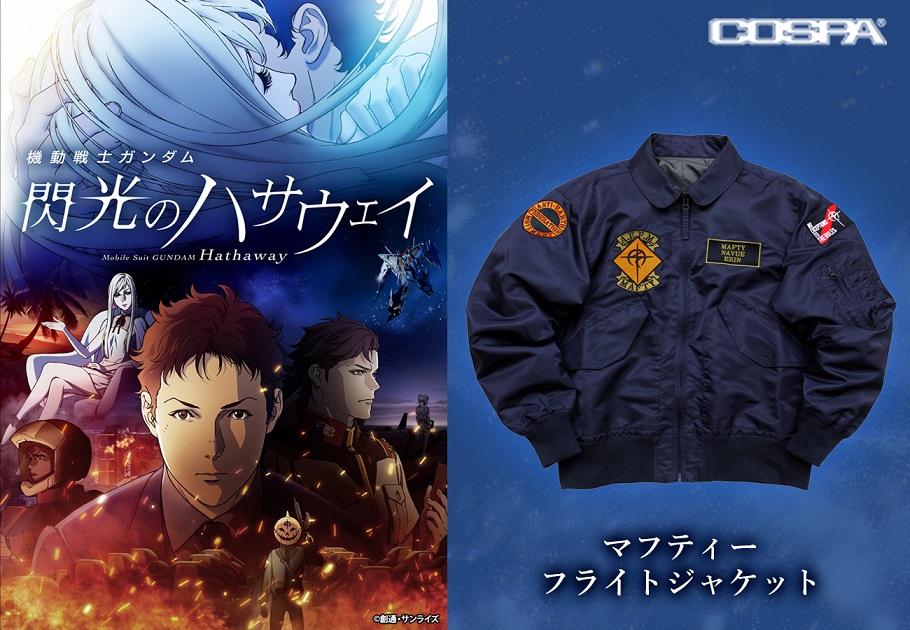 機動戦士ガンダム
閃光のハサウェイ
Mobile Suit GUNDAM Hathaway
©創通・サンライズ
COSPA®
MAFTY
NAVUE
ERIN
MAFTY
マフティー
フライトジャケット